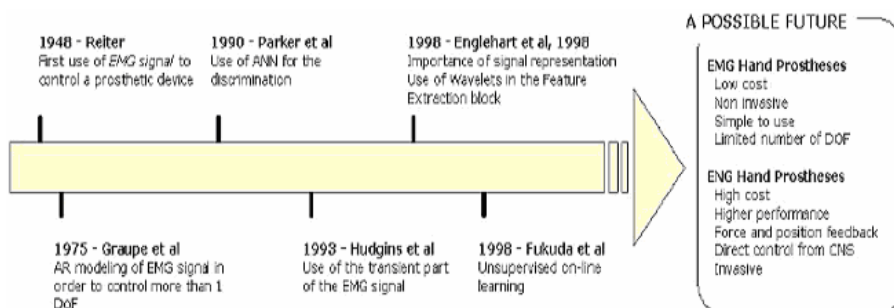 A POSSIBLE FUTURE
1948 - Reiter
First use of EMG signal to
control a prosthetic device
1990 - Parker et al
Use of ANN for the
discrimination
1998 - Englehart et al, 1998
Importance of signal representation
Use of Wavelets in the Feature
Extraction block
1975 - Graupe et al
AR modeling of EMG signal in
order to control more than 1
DoF
1993 - Hudgins et al
Use of the transient part
of the EMG signal
1998 - Fukuda et al
Unsupervised on-line
learning
EMG Hand Prostheses
Low cost
Non invasive
Simple to use
Limited number of DOF
ENG Hand Prostheses
High cost
Higher performance
Force and position feedback
Direct control from CNS
Invasive